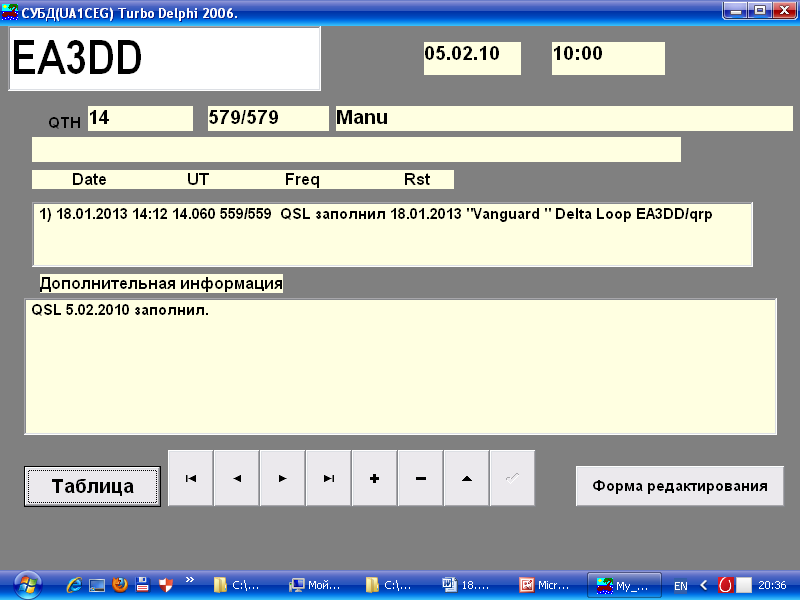 СУБД(UA1CEG) Turbo Delphi 2006.
EA3DD
05.02.10 10:00
QTH 14 579/579 Manu
Date UT Freq Rst
1) 18.01.2013 14:12 14.060 559/559 QSL заполнил 18.01.2013 "Vanguard " Delta Loop EA3DD/qrp
Дополнительная информация
QSL 5.02.2010 заполнил.
Таблица Форма редактирования
C:\... Мой... C:\... 18.... Micr... My_... EN 20:36